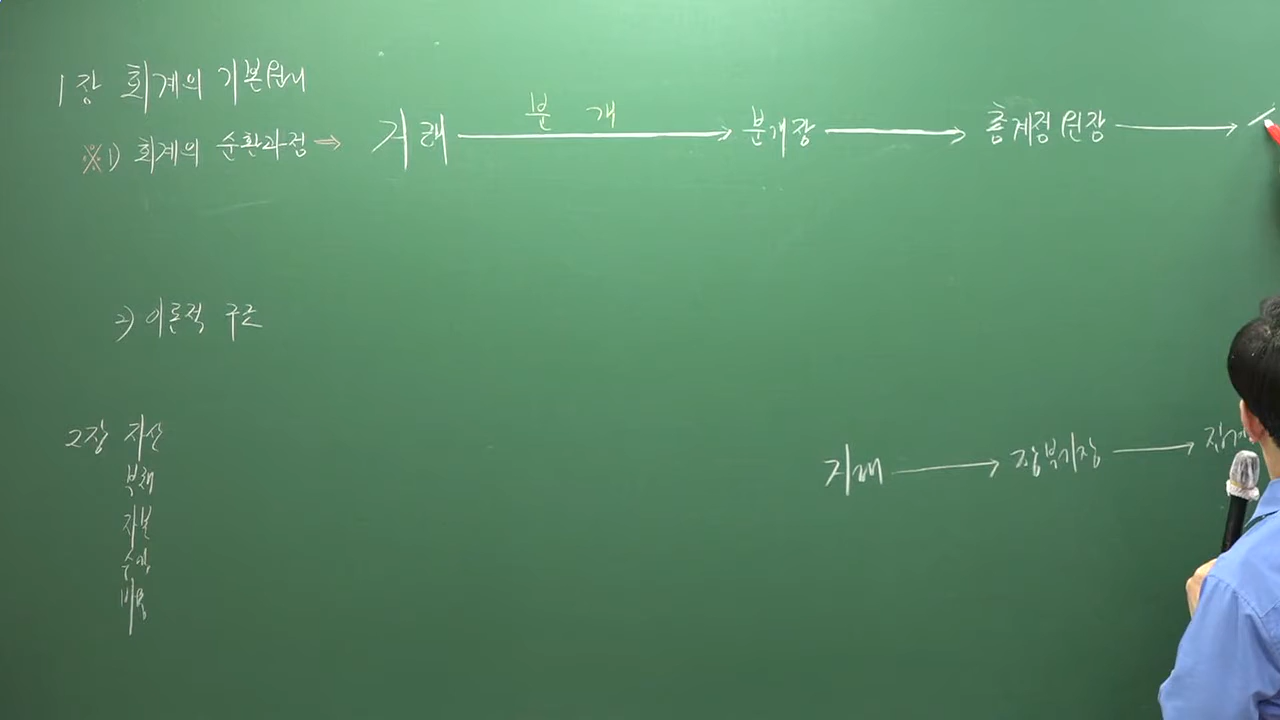 1장 회계의 기본원리
※1) 회계의 순환과정 ⇒ 거래 → 분개 → 분개장 → 총계정원장 →
2) 이론적 구조
2장 자산
부채
자본
수익
비용
거래 → 장부기장 →